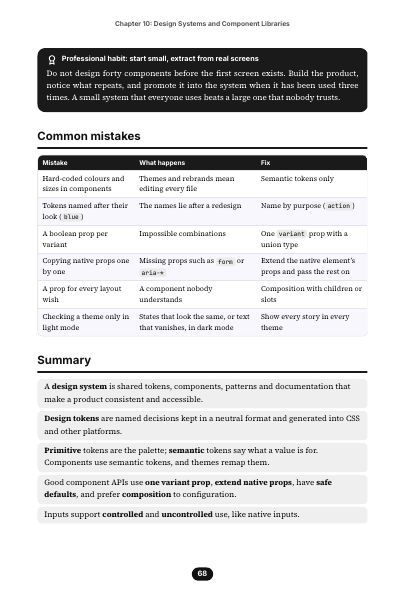 Chapter 10: Design Systems and Component Libraries
Professional habit: start small, extract from real screens
Do not design forty components before the first screen exists. Build the product,
notice what repeats, and promote it into the system when it has been used three
times. A small system that everyone uses beats a large one that nobody trusts.
Common mistakes
Mistake What happens Fix
Hard-coded colours and Themes and rebrands mean Semantic tokens only
sizes in components editing every file
Tokens named after their The names lie after a redesign Name by purpose ( action )
look ( blue )
A boolean prop per Impossible combinations One variant prop with a
variant union type
Copying native props one Missing props such as form or Extend the native element's
by one aria-* props and pass the rest on
A prop for every layout A component nobody Composition with children or
wish understands slots
Checking a theme only in States that look the same, or text Show every story in every
light mode that vanishes, in dark mode theme
Summary
A design system is shared tokens, components, patterns and documentation that
make a product consistent and accessible.
Design tokens are named decisions kept in a neutral format and generated into CSS
and other platforms.
Primitive tokens are the palette; semantic tokens say what a value is for.
Components use semantic tokens, and themes remap them.
Good component APIs use one variant prop, extend native props, have safe
defaults, and prefer composition to configuration.
Inputs support controlled and uncontrolled use, like native inputs.
68